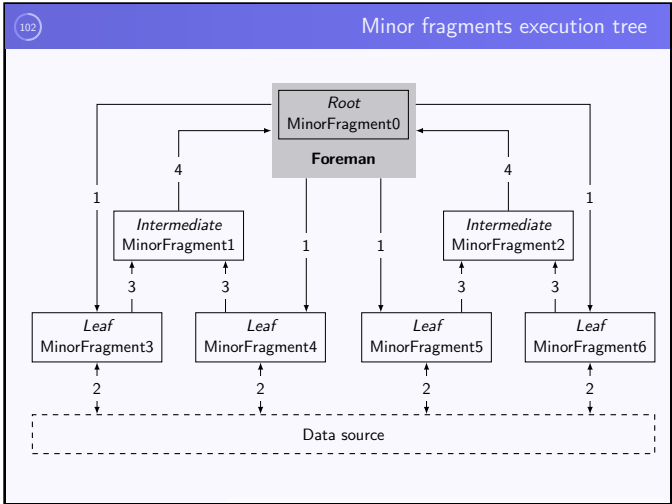 102
Minor fragments execution tree
Root
MinorFragment0
Foreman
4
4
1
1
Intermediate
MinorFragment1
Intermediate
MinorFragment2
1
1
3
3
3
3
Leaf
MinorFragment3
Leaf
MinorFragment4
Leaf
MinorFragment5
Leaf
MinorFragment6
2
2
2
2
Data source